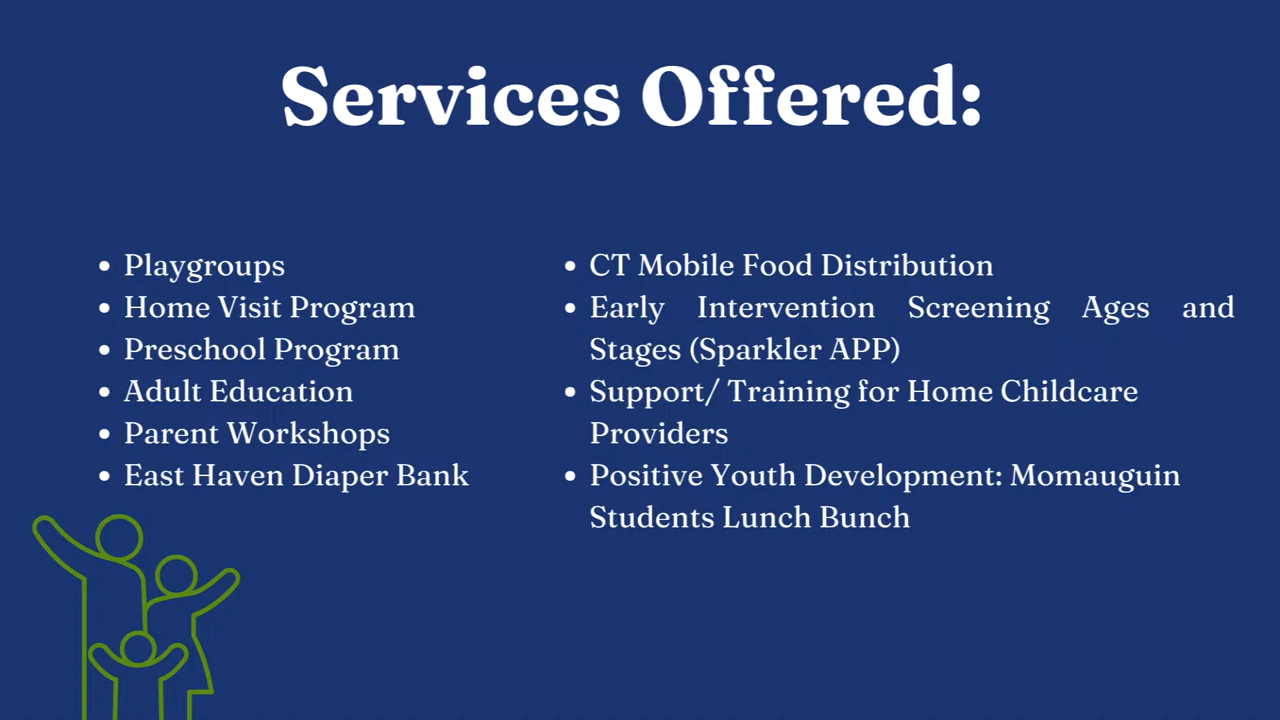 Services Offered:
• Playgroups
• Home Visit Program
• Preschool Program
• Adult Education
• Parent Workshops
• East Haven Diaper Bank
• CT Mobile Food Distribution
• Early Intervention Screening Ages and
Stages (Sparkler APP)
• Support/ Training for Home Childcare
Providers
• Positive Youth Development: Momauguin
Students Lunch Bunch